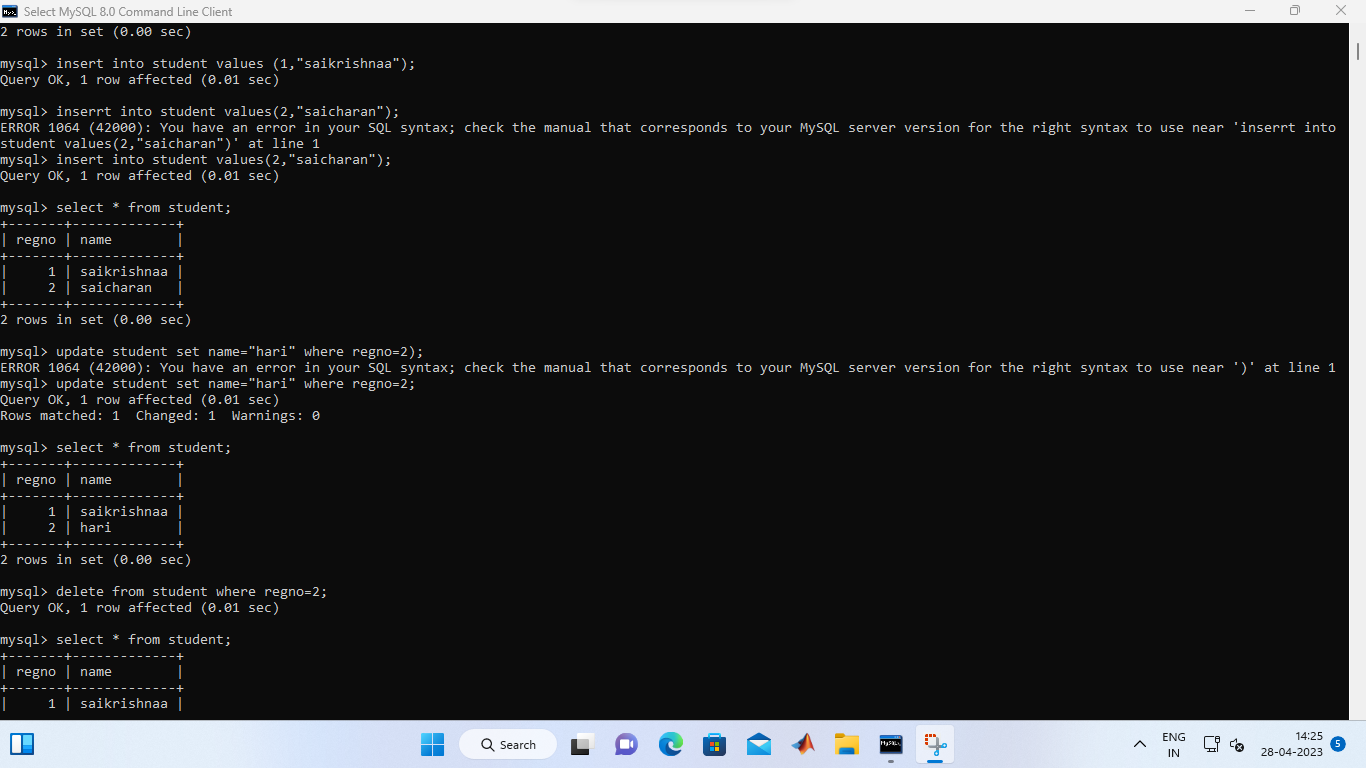 Select MySQL 8.0 Command Line Client
2 rows in set (0.00 sec)
mysql> insert into student values (1,"saikrishnaa");
Query OK, 1 row affected (0.01 sec)
mysql> inserrt into student values(2,"saicharan");
ERROR 1064 (42000): You have an error in your SQL syntax; check the manual that corresponds to your MySQL server version for the right syntax to use near 'inserrt into
student values(2,"saicharan")' at line 1
mysql> insert into student values(2,"saicharan");
Query OK, 1 row affected (0.01 sec)
mysql> select * from student;
+-------+-------------+
| regno | name        |
+-------+-------------+
|     1 | saikrishnaa |
|     2 | saicharan   |
+-------+-------------+
2 rows in set (0.00 sec)
mysql> update student set name="hari" where regno=2);
ERROR 1064 (42000): You have an error in your SQL syntax; check the manual that corresponds to your MySQL server version for the right syntax to use near ')' at line 1
mysql> update student set name="hari" where regno=2;
Query OK, 1 row affected (0.01 sec)
Rows matched: 1  Changed: 1  Warnings: 0
mysql> select * from student;
+-------+-------------+
| regno | name        |
+-------+-------------+
|     1 | saikrishnaa |
|     2 | hari        |
+-------+-------------+
2 rows in set (0.00 sec)
mysql> delete from student where regno=2;
Query OK, 1 row affected (0.01 sec)
mysql> select * from student;
+-------+-------------+
| regno | name        |
+-------+-------------+
|     1 | saikrishnaa |
Search
ENG
IN
14:25
28-04-2023
5